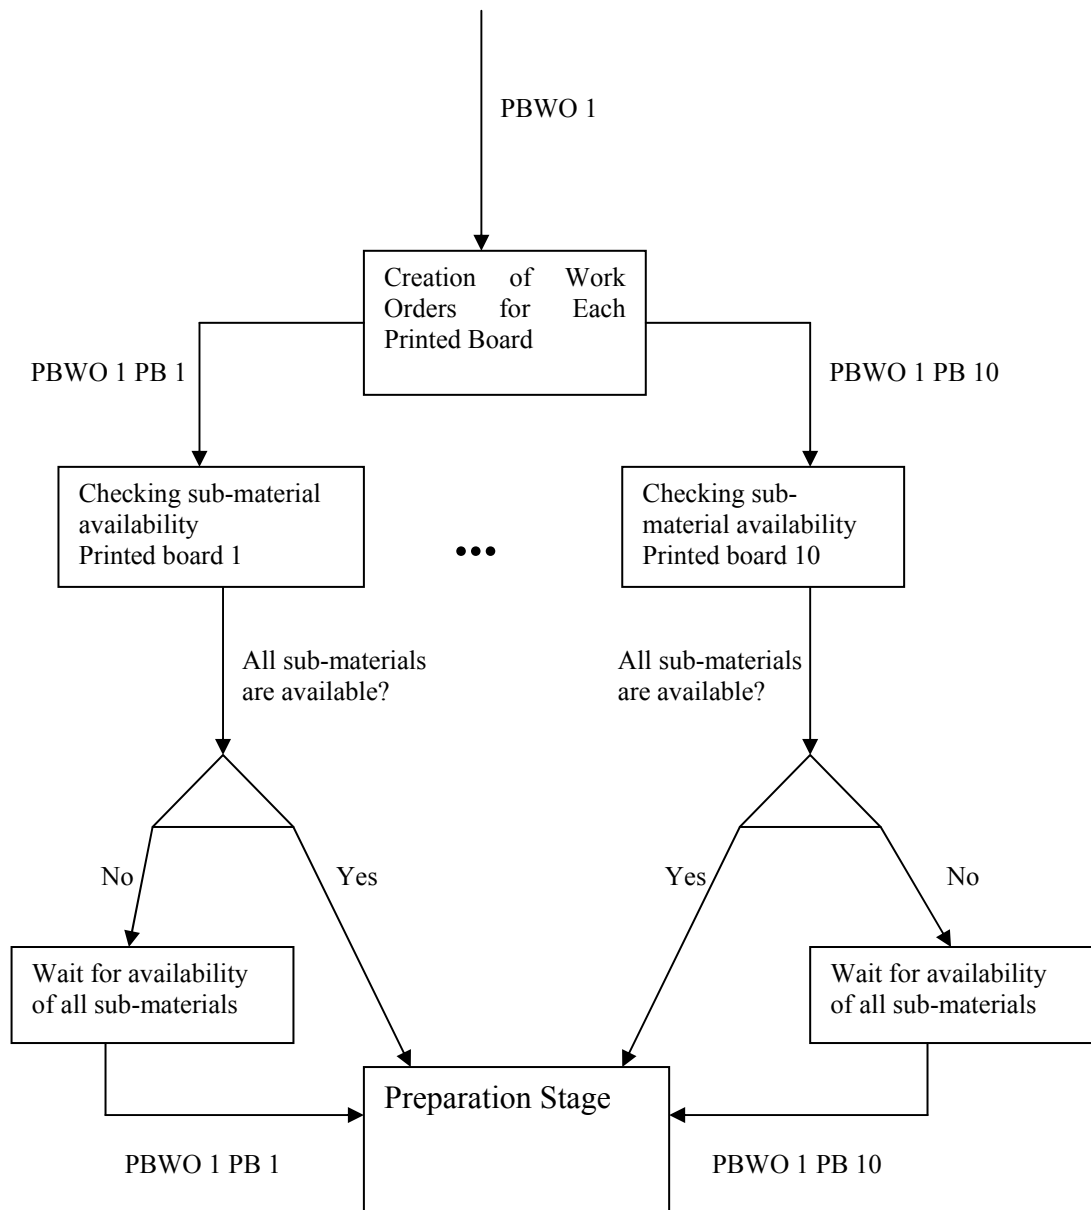 PBWO 1
Creation of Work
Orders for Each
Printed Board
PBWO 1 PB 1
PBWO 1 PB 10
Checking sub-material
availability
Printed board 1
...
Checking sub-
material availability
Printed board 10
All sub-materials
are available?
All sub-materials
are available?
No
Yes
Yes
No
Wait for availability
of all sub-materials
Wait for availability
of all sub-materials
Preparation Stage
PBWO 1 PB 1
PBWO 1 PB 10